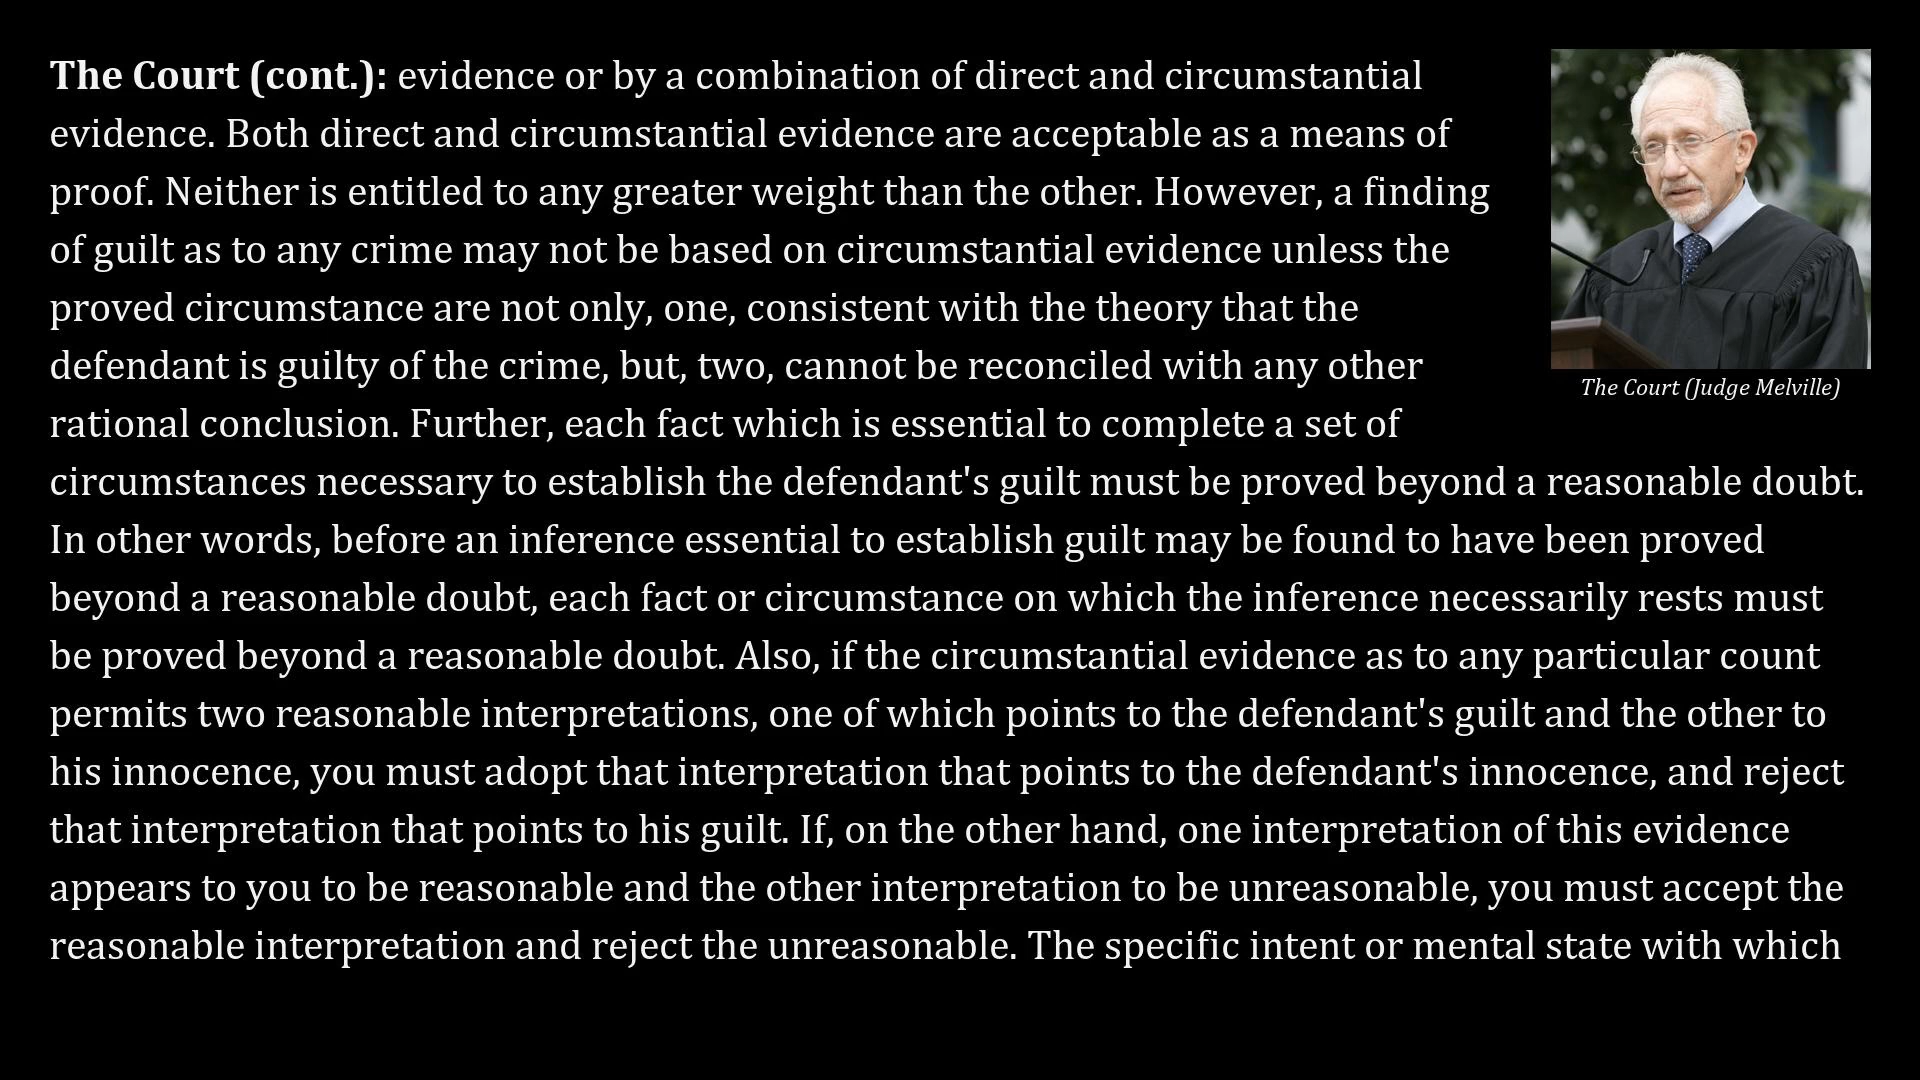 The Court (cont.): evidence or by a combination of direct and circumstantial
evidence. Both direct and circumstantial evidence are acceptable as a means of
proof. Neither is entitled to any greater weight than the other. However, a finding
of guilt as to any crime may not be based on circumstantial evidence unless the
proved circumstance are not only, one, consistent with the theory that the
defendant is guilty of the crime, but, two, cannot be reconciled with any other
The Court (Judge Melville)
rational conclusion. Further, each fact which is essential to complete a set of
circumstances necessary to establish the defendant's guilt must be proved beyond a reasonable doubt.
In other words, before an inference essential to establish guilt may be found to have been proved
beyond a reasonable doubt, each fact or circumstance on which the inference necessarily rests must
be proved beyond a reasonable doubt. Also, if the circumstantial evidence as to any particular count
permits two reasonable interpretations, one of which points to the defendant's guilt and the other to
his innocence, you must adopt that interpretation that points to the defendant's innocence, and reject
that interpretation that points to his guilt. If, on the other hand, one interpretation of this evidence
appears to you to be reasonable and the other interpretation to be unreasonable, you must accept the
reasonable interpretation and reject the unreasonable. The specific intent or mental state with which